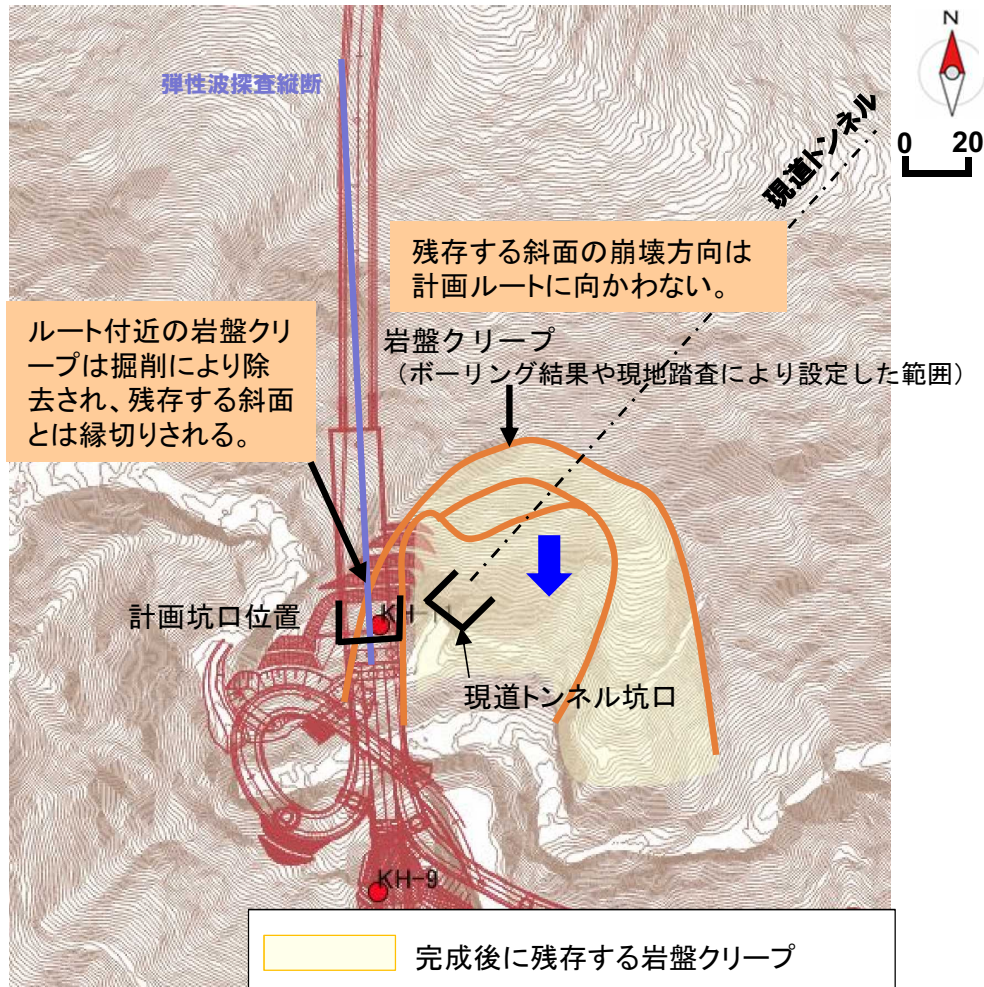 N
弾性波探査縦断
現道トンネル
0 20
残存する斜面の崩壊方向は
計画ルートに向かわない。
ルート付近の岩盤クリ
ープは掘削により除
去され、残存する斜面
とは縁切りされる。
岩盤クリープ
（ボーリング結果や現地踏査により設定した範囲）
計画坑口位置
現道トンネル坑口
KH-9
完成後に残存する岩盤クリープ